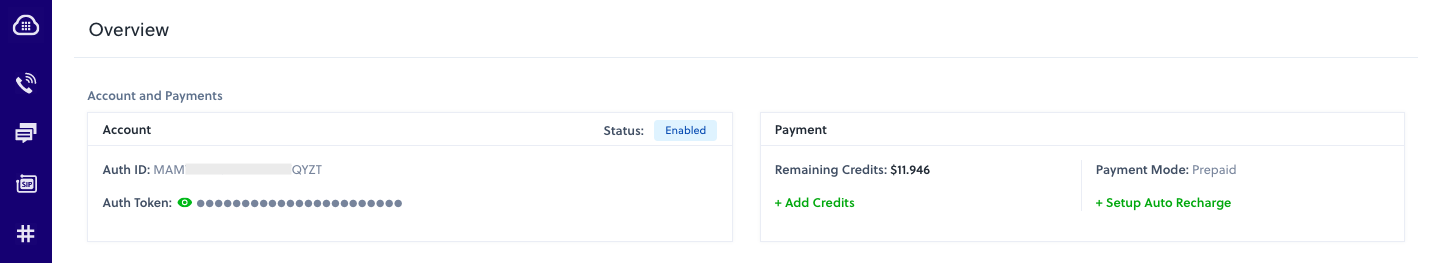 Overview
Account and Payments
Account
Status: Enabled
Auth ID: MAM QYZT
Auth Token: ●●●●●●●●●●●●●●●●●●●●●●●
Payment
Remaining Credits: $11.946
+ Add Credits
Payment Mode: Prepaid
+ Setup Auto Recharge
SIP